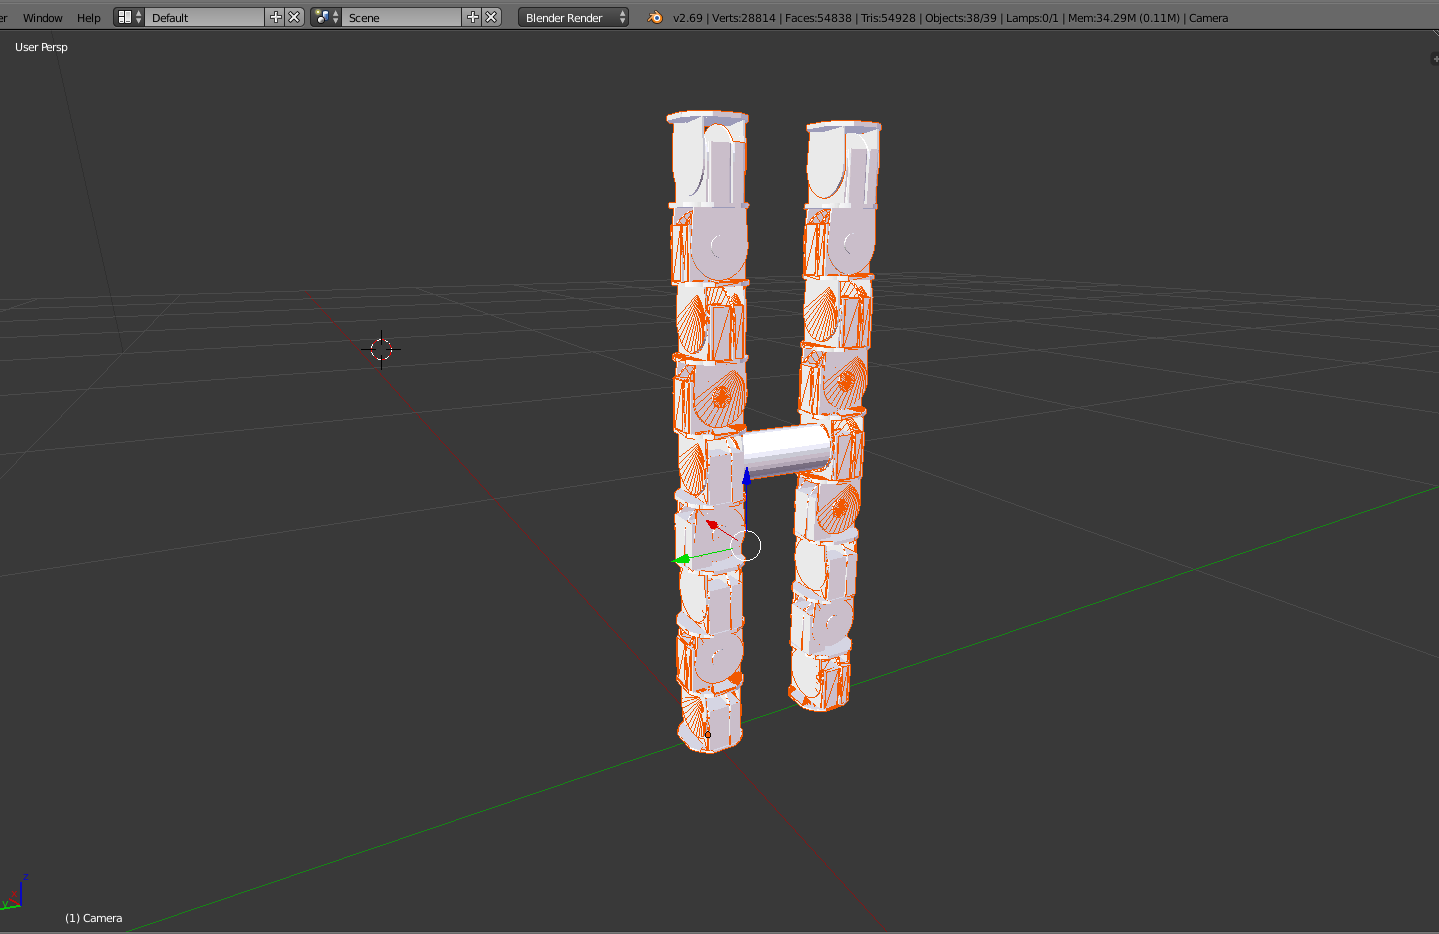 er Window Help Default Scene Blender Render v2.69 | Verts:28814 | Faces:54838 | Tris:54928 | Objects:38/39 | Lamps:0/1 | Mem:34.29M (0.11M) | Camera
User Persp
z
y
(1) Camera